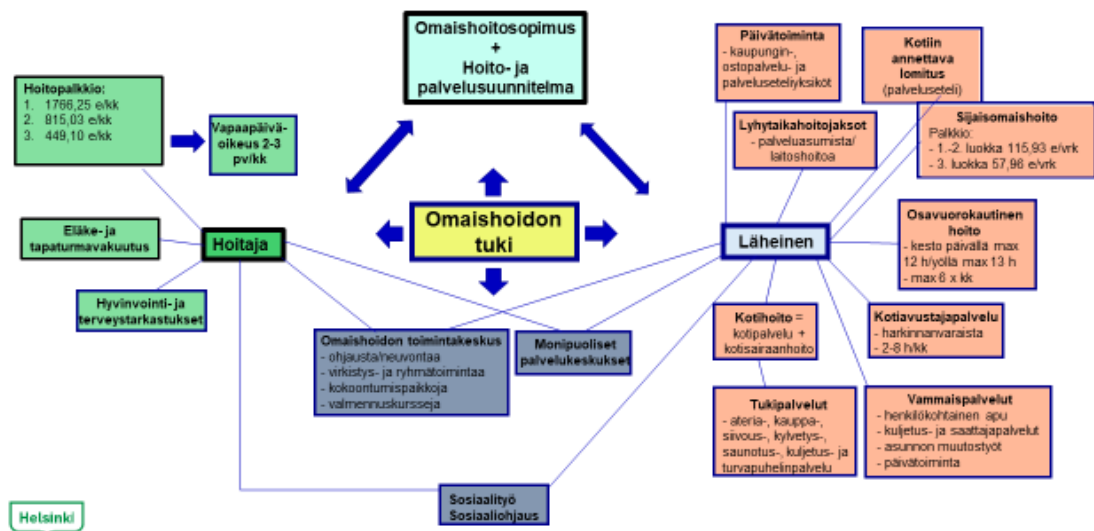 Omaishoitosopimus
+
Hoito- ja
palvelusuunnitelma
Hoitopalkkio:
1. 1766,25 e/kk
2. 815,03 e/kk
3. 449,10 e/kk
Vapaapäivä-
oikeus 2-3
pv/kk
Eläke- ja
tapaturmavakuutus
Hoitaja
Hyvinvointi- ja
terveystarkastukset
Omaishoidon
tuki
Päivätoiminta
- kaupungin-,
ostopalvelu- ja
palveluseteliyksiköt
Kotiin
annettava
lomitus
(palveluseteli)
Lyhytaikahoitojaksot
- palveluasumista/
laitoshoitoa
Sijaisomaishoito
Palkkio:
- 1.-2. luokka 115,93 e/vrk
- 3. luokka 57,96 e/vrk
Läheinen
Osavuorokautinen
hoito
- kesto päivällä max
12 h/yöllä max 13 h
- max 6 x kk
Kotihoito =
kotipalvelu +
kotisairaanhoito
Kotiavustajapalvelu
- harkinnanvaraista
- 2-8 h/kk
Omaishoidon toimintakeskus
- ohjausta/neuvontaa
- virkistys- ja ryhmätoimintaa
- kokoontumispaikkoja
- valmennuskursseja
Monipuoliset
palvelukeskukset
Tukipalvelut
- ateria-, kauppa-,
siivous-, kylvetys-,
saunotus-, kuljetus- ja
turvapuhelinpalvelu
Vammaispalvelut
- henkilökohtainen apu
- kuljetus- ja saattajapalvelut
- asunnon muutostyöt
- päivätoiminta
Sosiaalityö
Sosiaaliohjaus
Helsinki